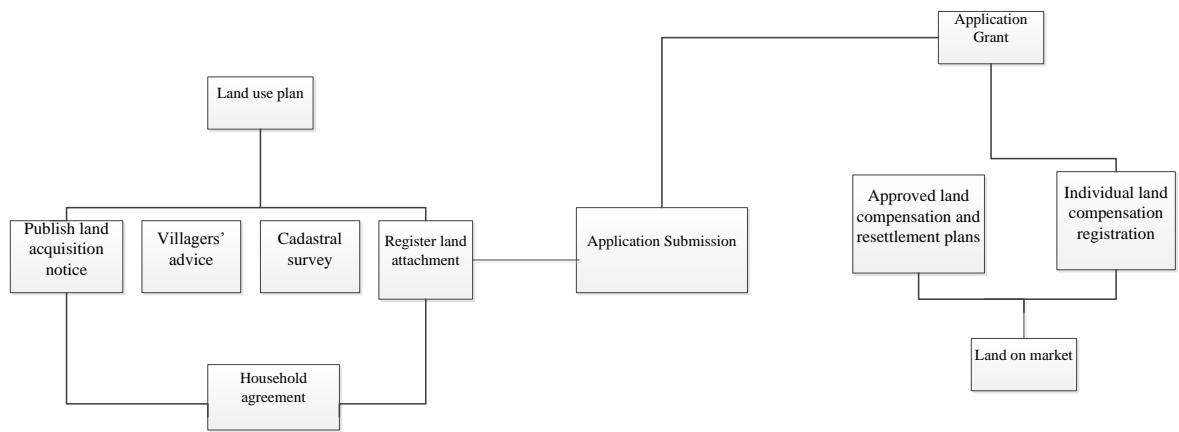 Application
Grant
Land use plan
Publish land
acquisition
notice
Villagers'
advice
Cadastral
survey
Register land
attachment
Application Submission
Approved land
compensation and
resettlement plans
Individual land
compensation
registration
Land on market
Household
agreement